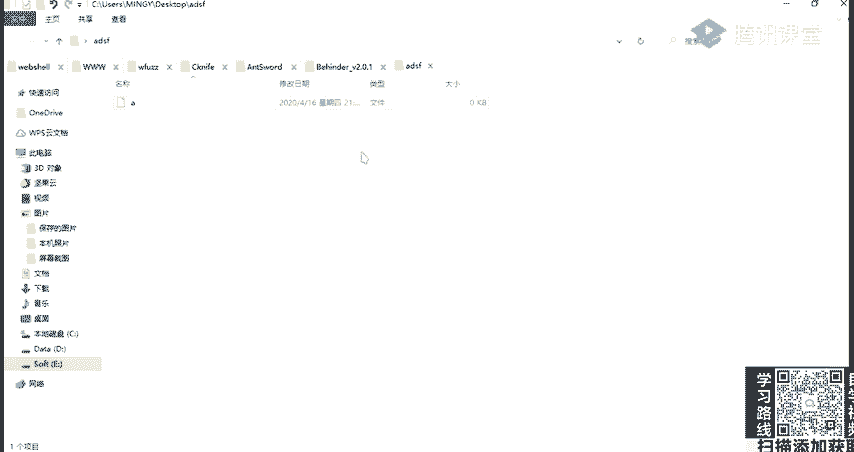 C:\Users\MINGY\Desktop\adsf
主页 共享 查看
adsf
腾讯课堂
webshell WWW wfuzz Cknife AntSword Behinder_v2.0.1 adsf
名称 修改日期 类型 大小
a 2020/4/16 星期四 21:... 文件 0 KB
快速访问
OneDrive
WPS云文档
此电脑
3D 对象
坚果云
视频
图片
保存的图片
本机照片
屏幕截图
文档
下载
音乐
桌面
本地磁盘 (C:)
Data (D:)
Soft (E:)
网络
1 个项目
学习路线
自学视频
扫描添加获取